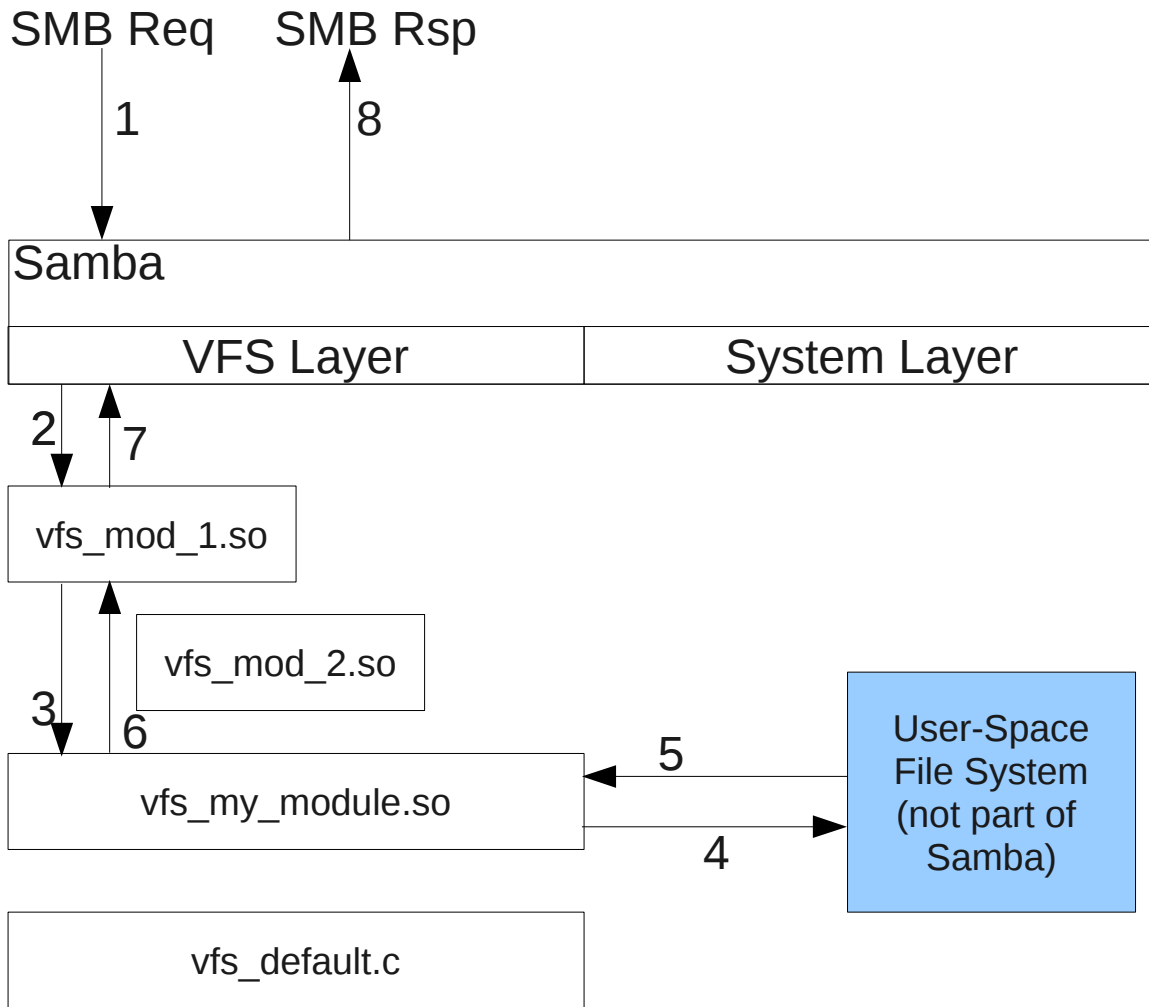 SMB Req
SMB Rsp
1
8
Samba
VFS Layer
System Layer
2
7
vfs_mod_1.so
vfs_mod_2.so
3
6
User-Space
File System
(not part of
Samba)
5
vfs_my_module.so
4
vfs_default.c